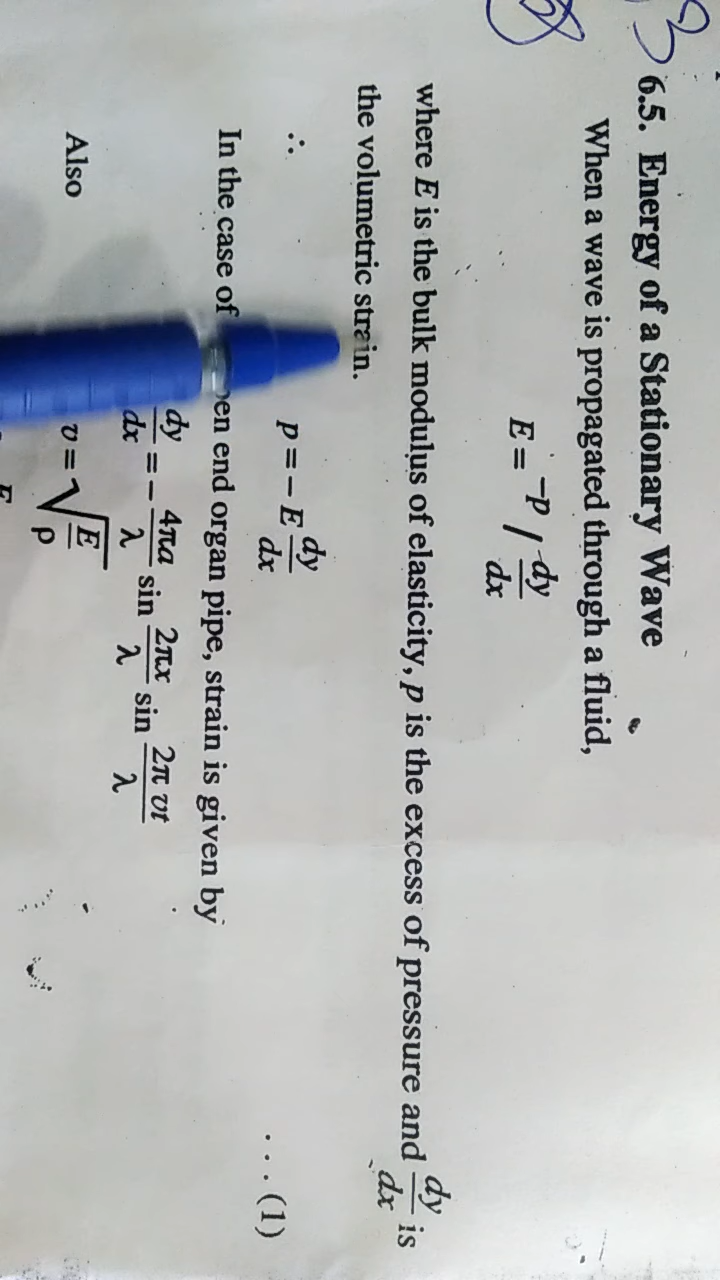 6.5. Energy of a Stationary Wave
When a wave is propagated through a fluid,
E = -p / dy/dx
where E is the bulk modulus of elasticity, p is the excess of pressure and dy/dx is
the volumetric strain.
∴ p = - E dy/dx ... (1)
In the case of en end organ pipe, strain is given by
dy/dx = - 4πa/λ sin 2πx/λ sin 2π vt/λ
Also v = √E/ρ